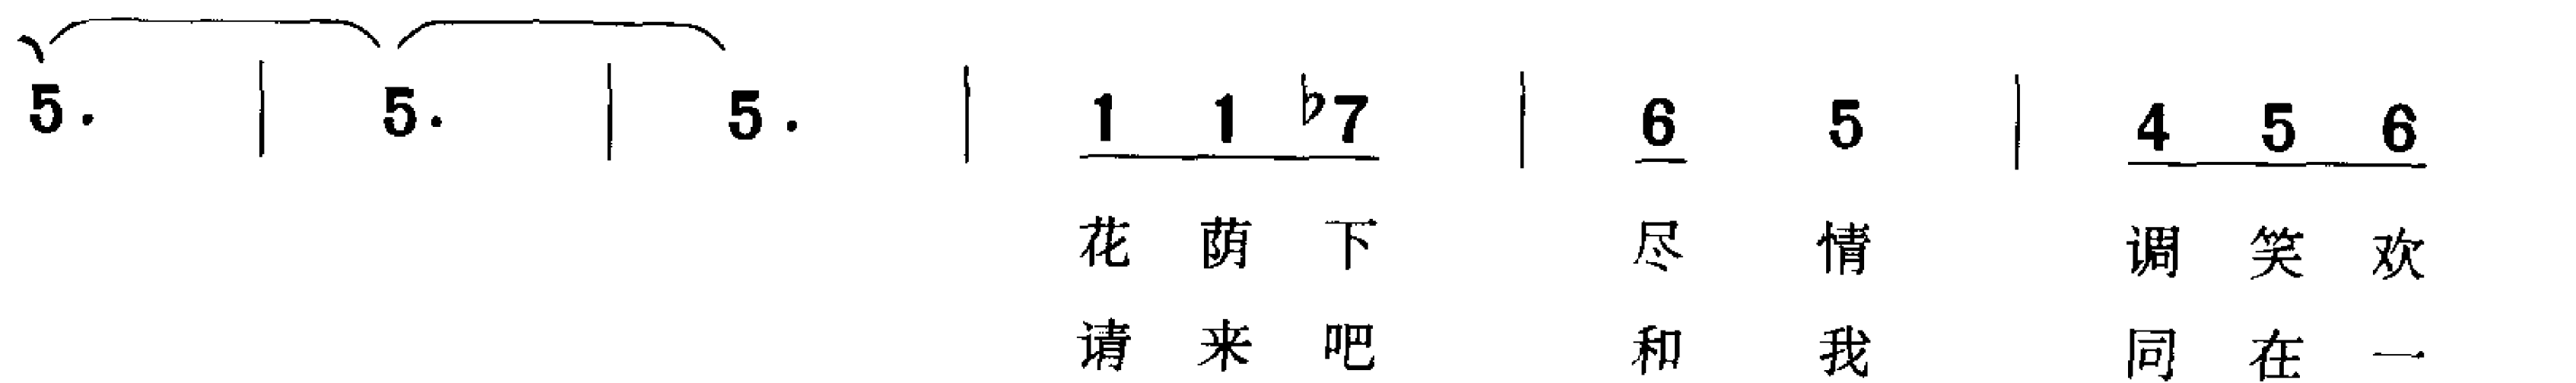 5. | 5. | 5. | 1 1 ♭7 | 6 5 | 4 5 6
花 荫 下 尽 情 调 笑 欢
请 来 吧 和 我 同 在 一